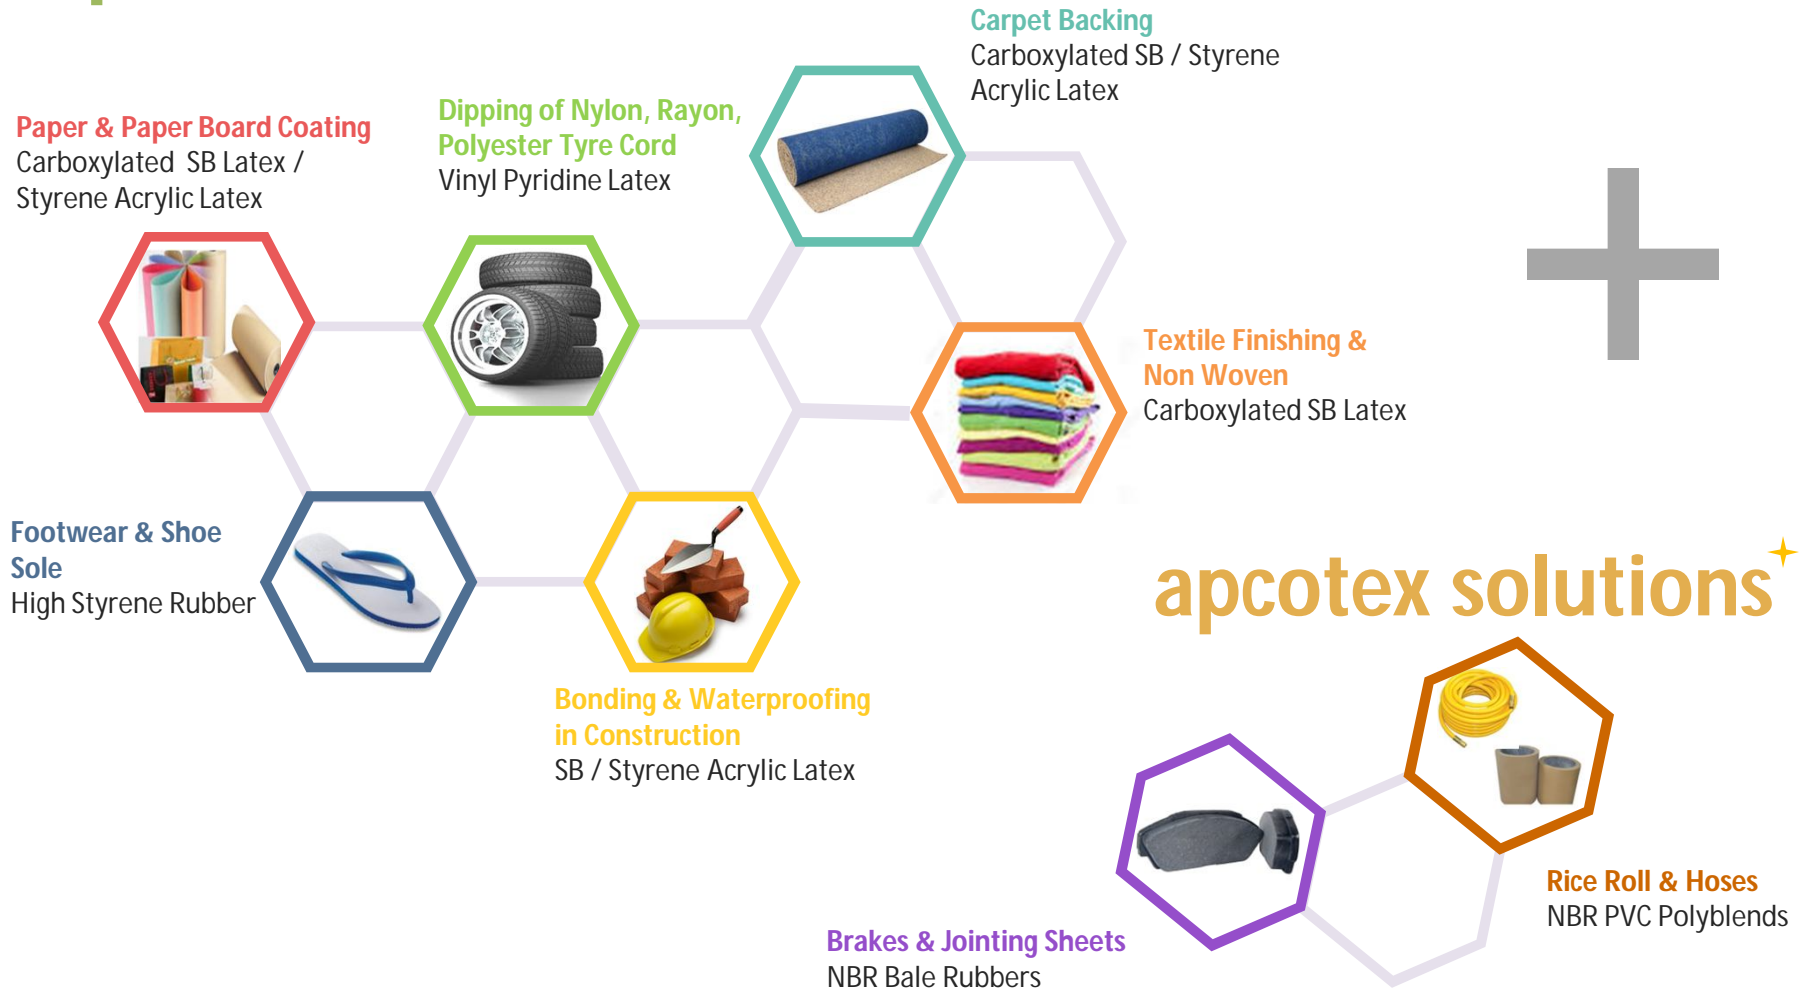 Carpet Backing
Carboxylated SB / Styrene
Acrylic Latex
Paper & Paper Board Coating
Carboxylated SB Latex /
Styrene Acrylic Latex
Dipping of Nylon, Rayon,
Polyester Tyre Cord
Vinyl Pyridine Latex
Textile Finishing &
Non Woven
Carboxylated SB Latex
Footwear & Shoe
Sole
High Styrene Rubber
Bonding & Waterproofing
in Construction
SB / Styrene Acrylic Latex
apcotex solutions
Rice Roll & Hoses
NBR PVC Polyblends
Brakes & Jointing Sheets
NBR Bale Rubbers